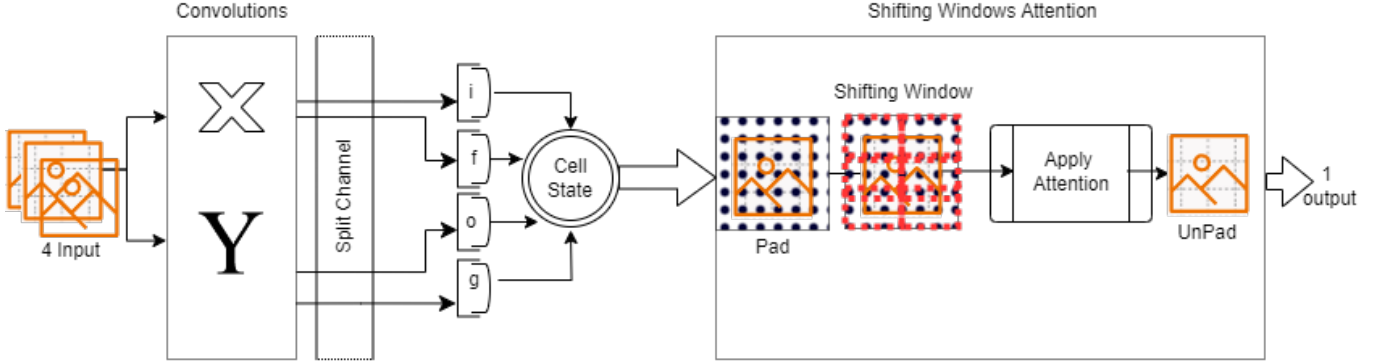 Convolutions
Shifting Windows Attention
X
Y
4 Input
Split Channel
i
f
o
g
Cell
State
Shifting Window
Pad
Apply
Attention
UnPad
1
output